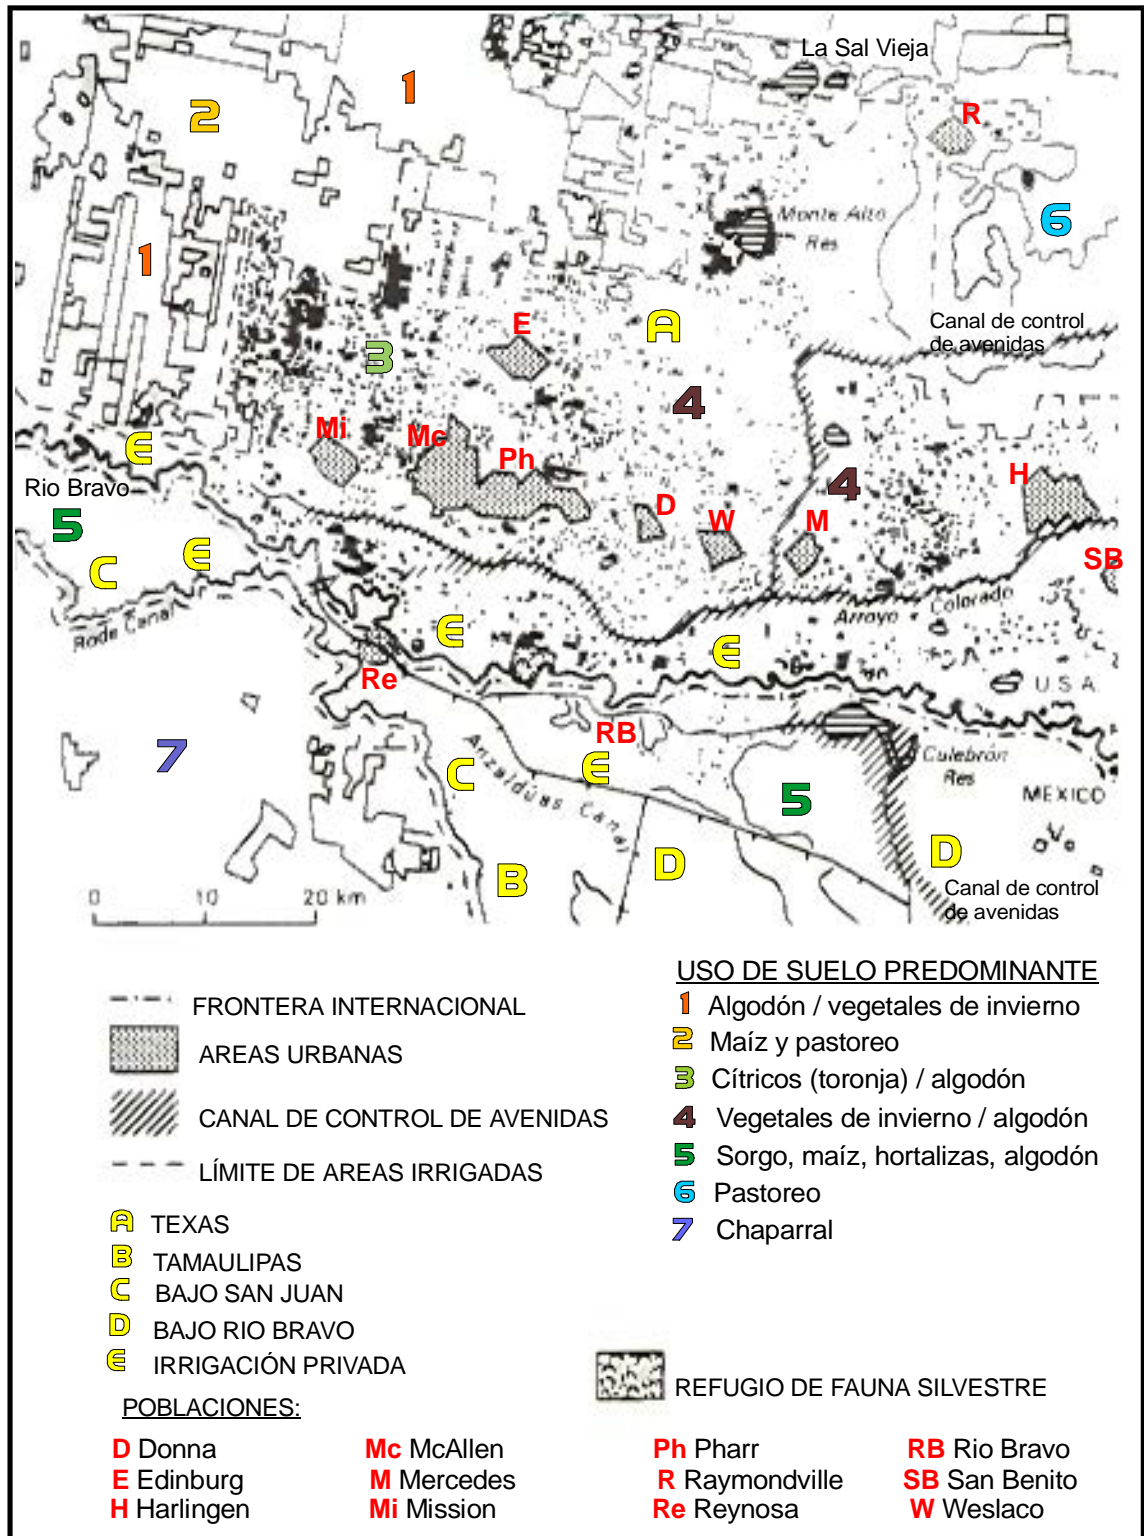 La Sal Vieja
1
2
R
Monte Alto
Res
6
1
E
A
Canal de control
de avenidas
3
4
Mi
Mc
Ph
E
Rio Bravo
H
5
4
D
W
M
E
C
SB
Rode Canal
Arroyo Colorado
E
E
Re
U.S.A.
RB
7
C
Anzaldúas Canal
E
Culebrón
Res
5
MEXICO
D
D
B
Canal de control
de avenidas
0 10 20 km
FRONTERA INTERNACIONAL
AREAS URBANAS
CANAL DE CONTROL DE AVENIDAS
LÍMITE DE AREAS IRRIGADAS
A TEXAS
B TAMAULIPAS
C BAJO SAN JUAN
D BAJO RIO BRAVO
E IRRIGACIÓN PRIVADA
USO DE SUELO PREDOMINANTE
1 Algodón / vegetales de invierno
2 Maíz y pastoreo
3 Cítricos (toronja) / algodón
4 Vegetales de invierno / algodón
5 Sorgo, maíz, hortalizas, algodón
6 Pastoreo
7 Chaparral
REFUGIO DE FAUNA SILVESTRE
POBLACIONES:
D Donna Mc McAllen Ph Pharr RB Rio Bravo
E Edinburg M Mercedes R Raymondville SB San Benito
H Harlingen Mi Mission Re Reynosa W Weslaco